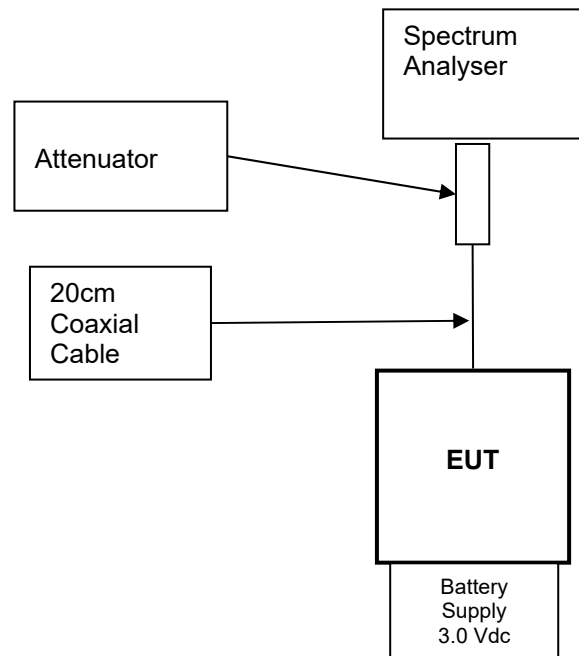 Spectrum
Analyser
Attenuator
20cm
Coaxial
Cable
EUT
Battery
Supply
3.0 Vdc